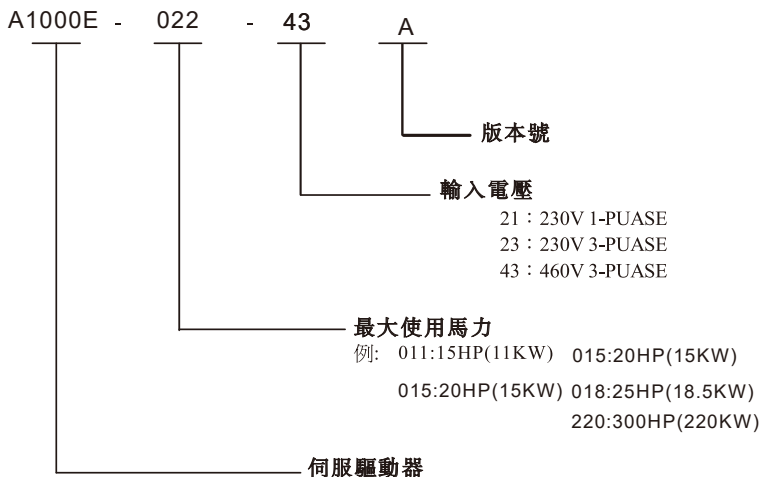 A1000E - 022 - 43 A
版本號
輸入電壓
21：230V 1-PUASE
23：230V 3-PUASE
43：460V 3-PUASE
最大使用馬力
例: 011:15HP(11KW) 015:20HP(15KW)
015:20HP(15KW) 018:25HP(18.5KW)
220:300HP(220KW)
伺服驅動器